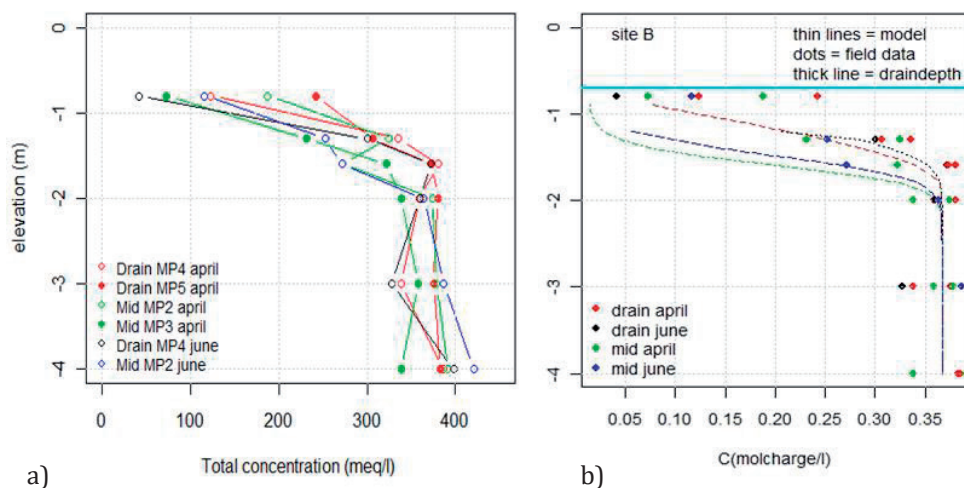 0
-1
-2
-3
-4
elevation (m)
Drain MP4 april
Drain MP5 april
Mid MP2 april
Mid MP3 april
Drain MP4 june
Mid MP2 june
0 100 200 300 400
Total concentration (meq/l)
a)
site B
thin lines = model
dots = field data
thick line = draindepth
0
-1
-2
-3
-4
drain april
drain june
mid april
mid june
0.05 0.15 0.20 0.25 0.30 0.35
C(molcharge/l)
b)